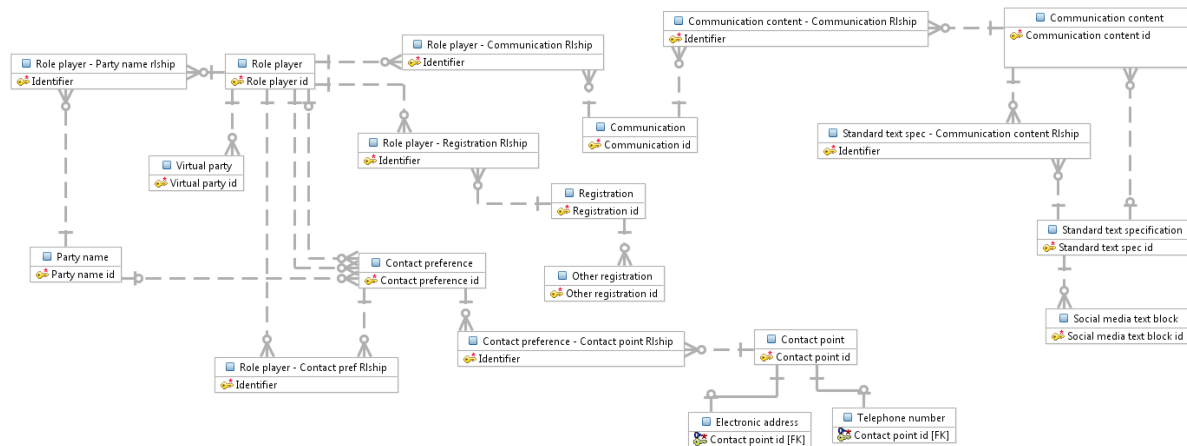 Communication content - Communication Rlship
Identifier
Communication content
Communication content id
Role player - Communication Rlship
Identifier
Role player - Party name rlship
Identifier
Role player
Role player id
Communication
Communication id
Standard text spec - Communication content Rlship
Identifier
Role player - Registration Rlship
Identifier
Virtual party
Virtual party id
Registration
Registration id
Standard text specification
Standard text spec id
Party name
Party name id
Contact preference
Contact preference id
Other registration
Other registration id
Social media text block
Social media text block id
Contact preference - Contact point Rlship
Identifier
Contact point
Contact point id
Role player - Contact pref Rlship
Identifier
Electronic address
Contact point id [FK]
Telephone number
Contact point id [FK]